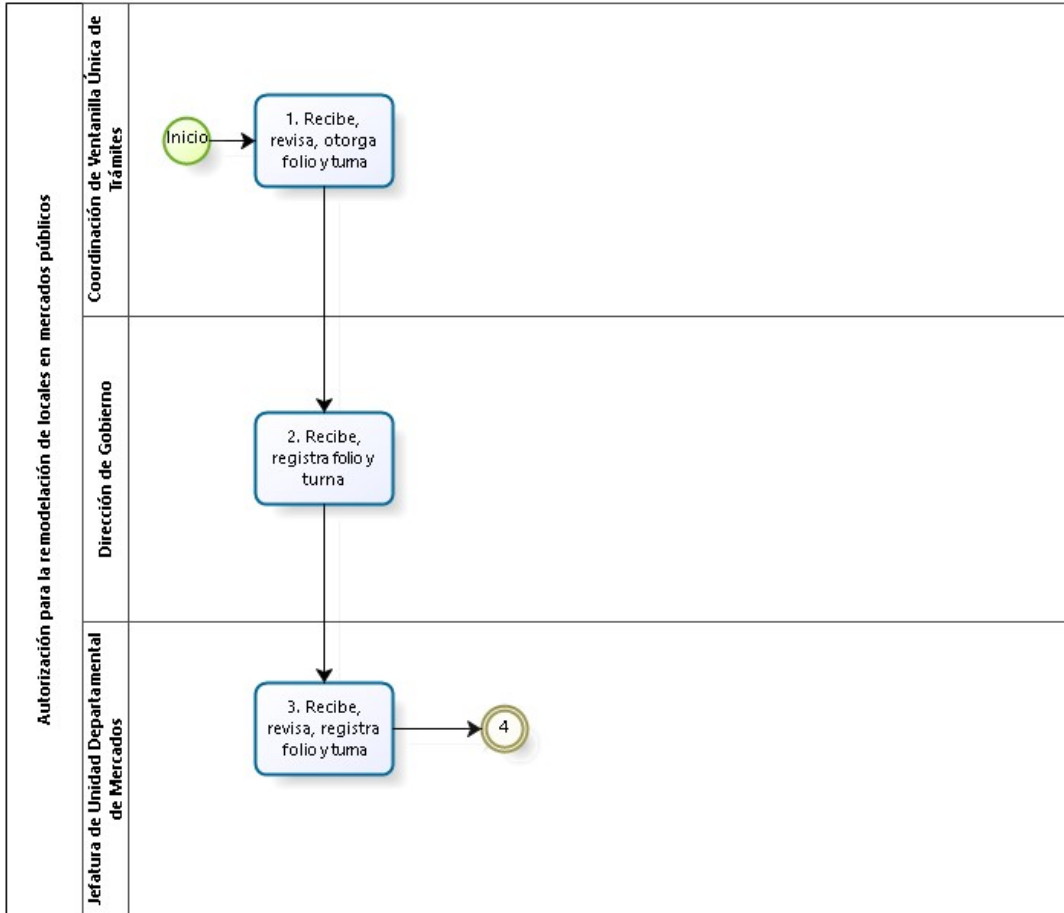 Autorización para la remodelación de locales en mercados públicos
Coordinación de Ventanilla Única de
Trámites
Inicio
1. Recibe,
revisa, otorga
folio y turna
Dirección de Gobierno
2. Recibe,
registra folio y
turna
Jefatura de Unidad Departamental
de Mercados
3. Recibe,
revisa, registra
folio y turna
4